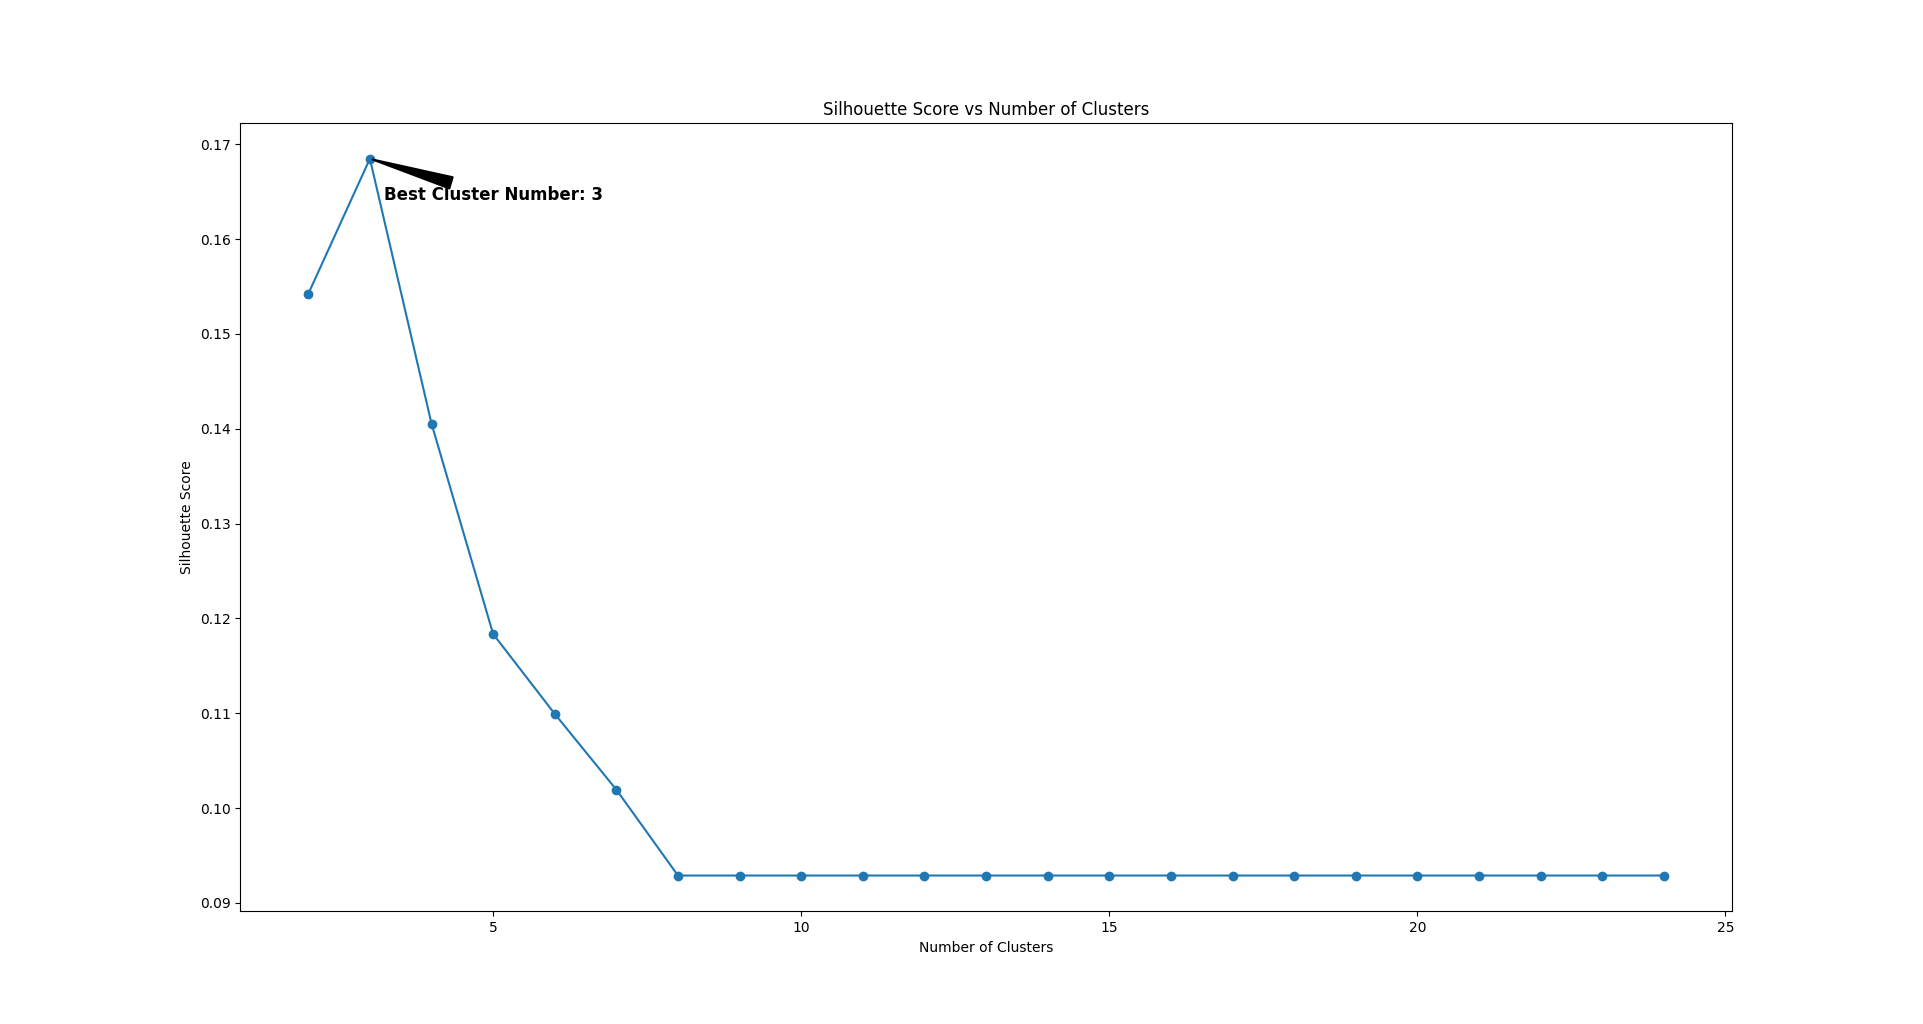 Silhouette Score vs Number of Clusters
0.17
0.16
0.15
0.14
0.13
0.12
0.11
0.10
0.09
Silhouette Score
Best Cluster Number: 3
5 10 15 20 25
Number of Clusters